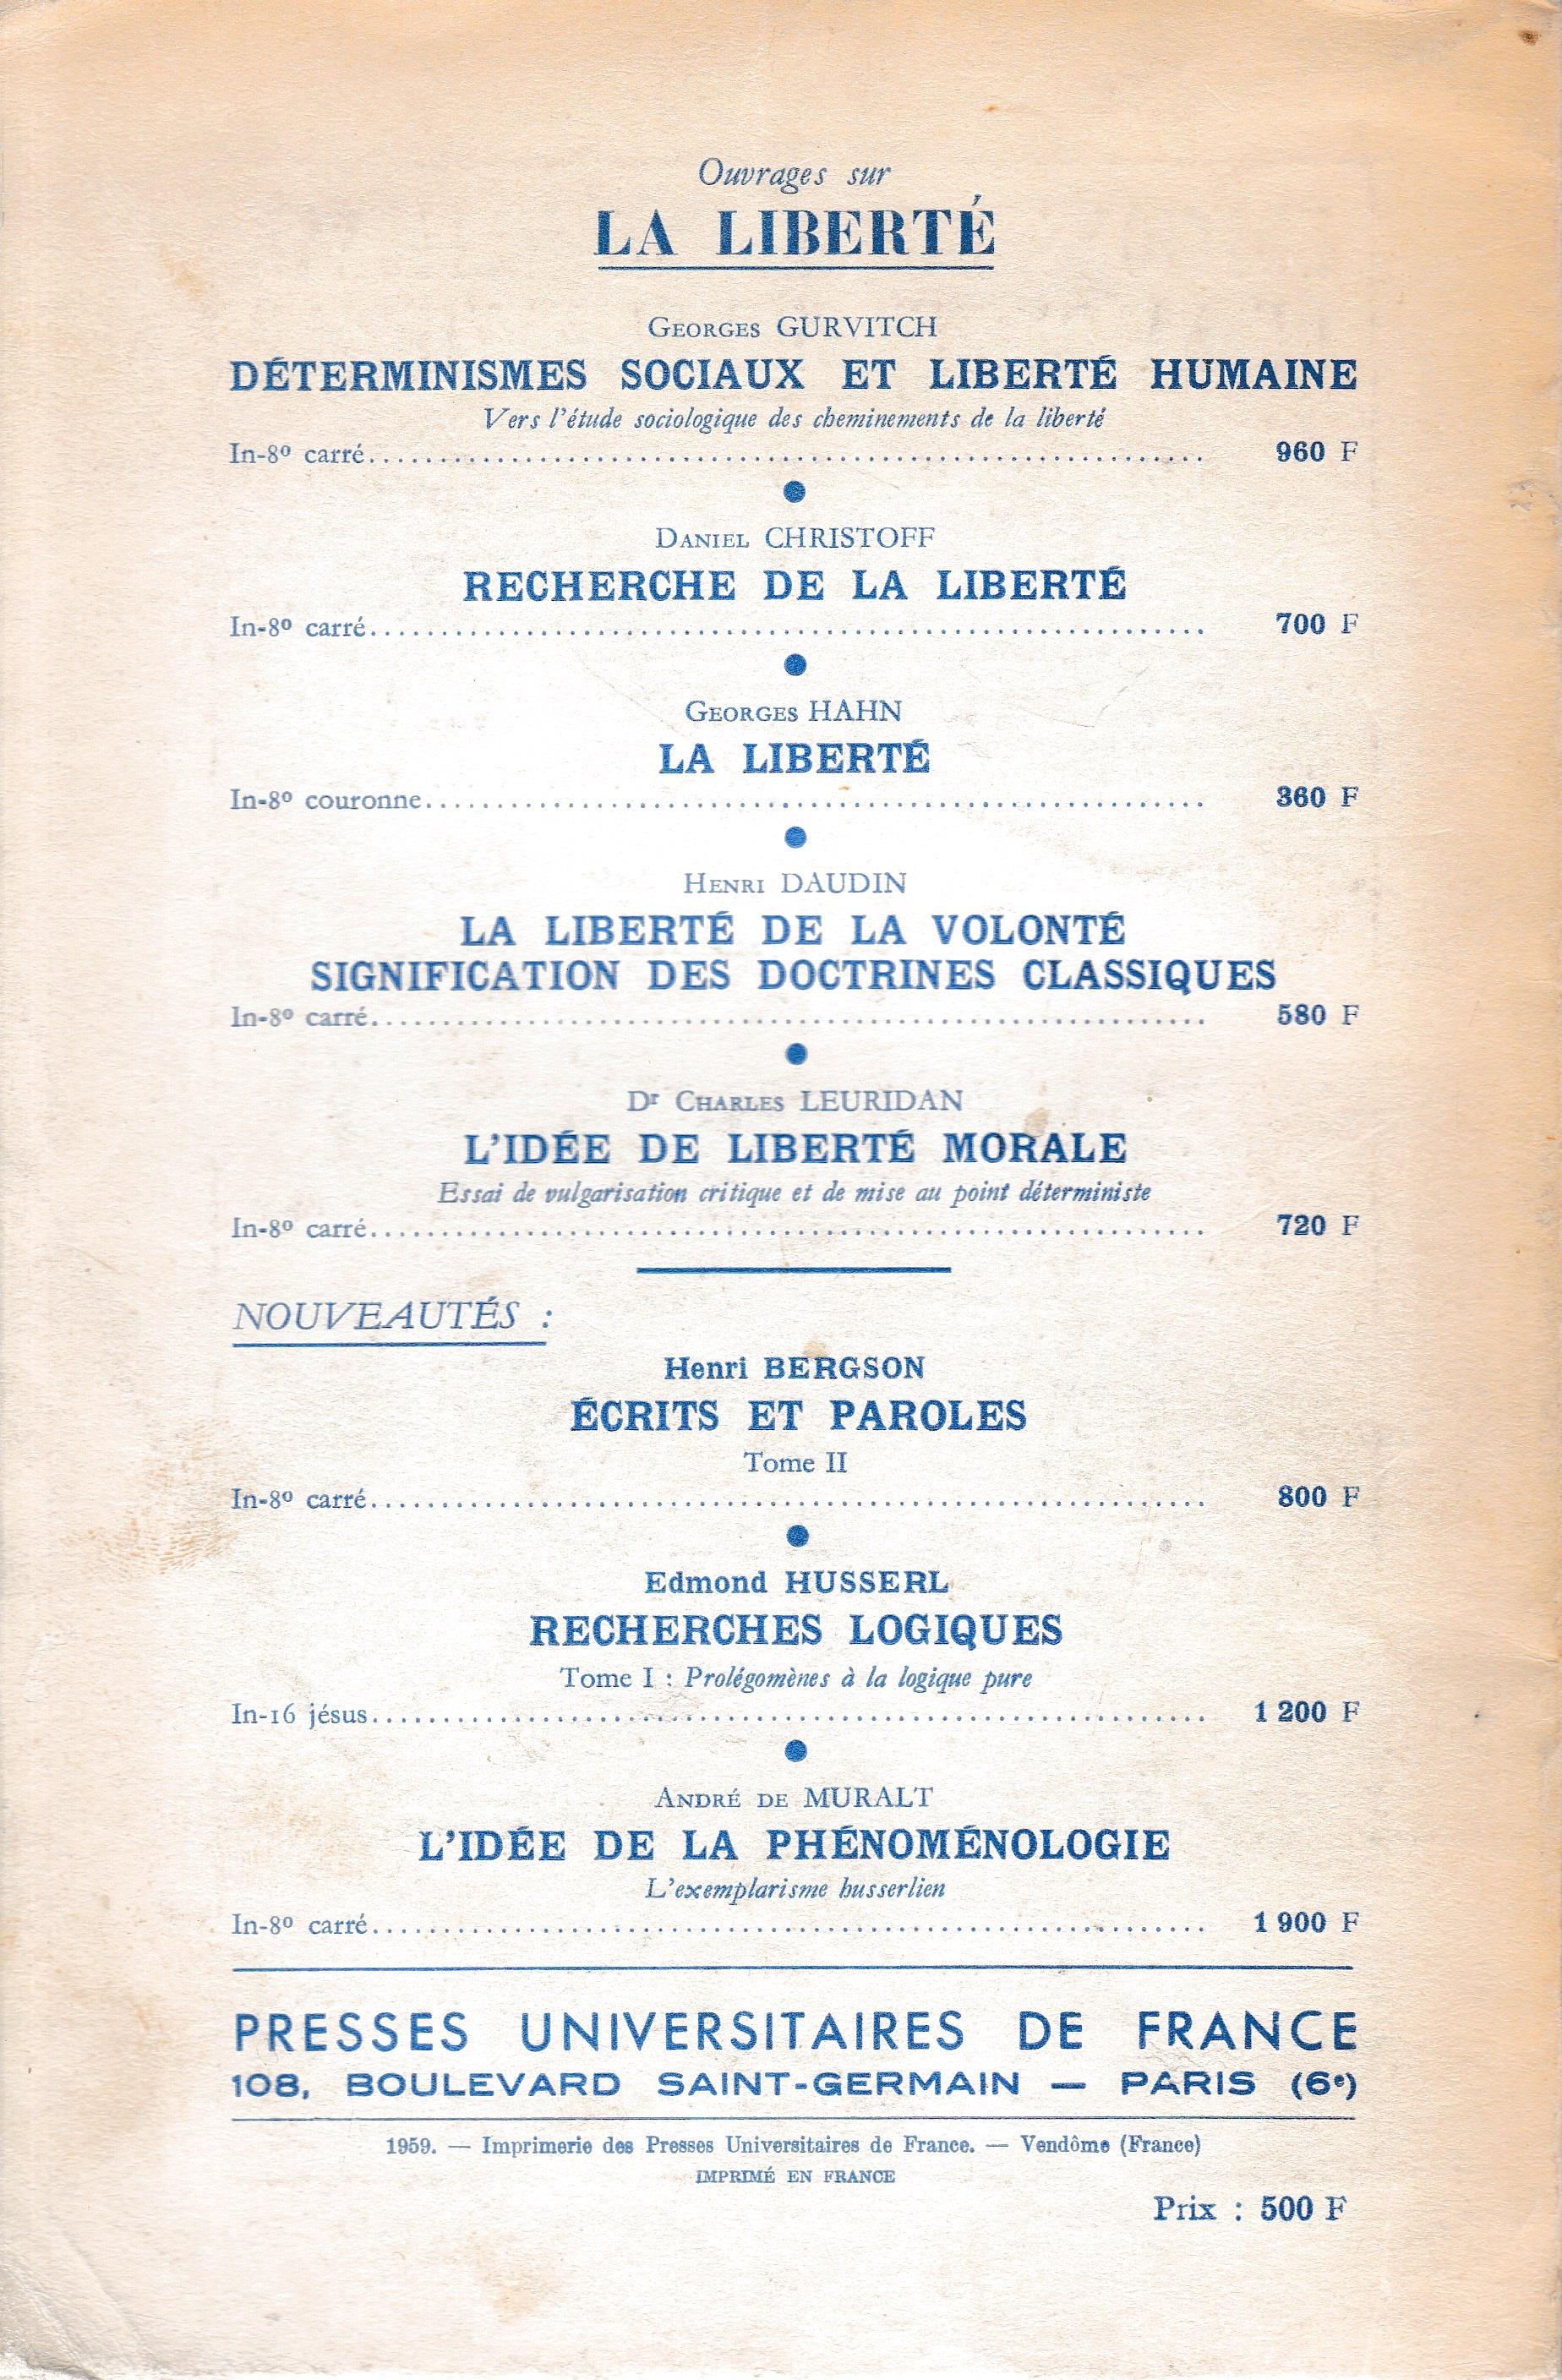 Ouvrages sur
LA LIBERTÉ
Georges GURVITCH
DÉTERMINISMES SOCIAUX ET LIBERTÉ HUMAINE
Vers l'étude sociologique des cheminements de la liberté
In-8º carré........................................................ 960 F
Daniel CHRISTOFF
RECHERCHE DE LA LIBERTÉ
In-8º carré........................................................ 700 F
Georges HAHN
LA LIBERTÉ
In-8º couronne.................................................... 360 F
Henri DAUDIN
LA LIBERTÉ DE LA VOLONTÉ
SIGNIFICATION DES DOCTRINES CLASSIQUES
In-8º carré........................................................ 580 F
Dr Charles LEURIDAN
L'IDÉE DE LIBERTÉ MORALE
Essai de vulgarisation critique et de mise au point déterministe
In-8º carré........................................................ 720 F
NOUVEAUTÉS :
Henri BERGSON
ÉCRITS ET PAROLES
Tome II
In-8º carré........................................................ 800 F
Edmond HUSSERL
RECHERCHES LOGIQUES
Tome I : Prolégomènes à la logique pure
In-16 jésus........................................................ 1 200 F
André de MURALT
L'IDÉE DE LA PHÉNOMÉNOLOGIE
L'exemplarisme husserlien
In-8º carré........................................................ 1 900 F
PRESSES UNIVERSITAIRES DE FRANCE
108, BOULEVARD SAINT-GERMAIN — PARIS (6e)
1959. — Imprimerie des Presses Universitaires de France. — Vendôme (France)
IMPRIMÉ EN FRANCE
Prix : 500 F